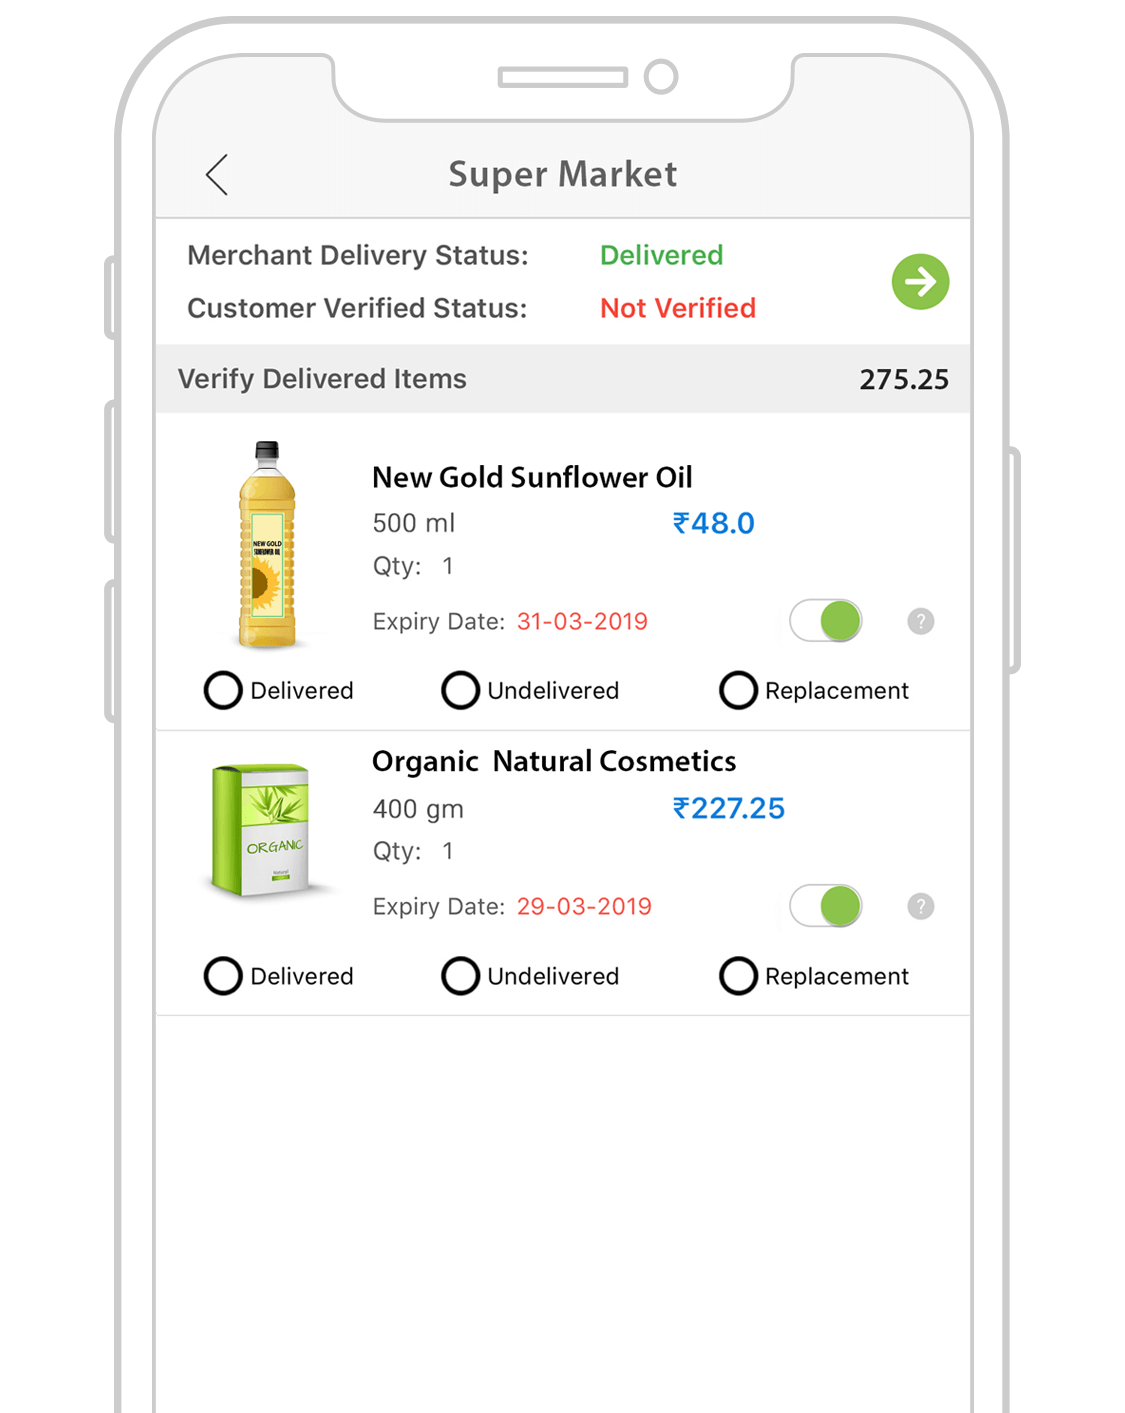 Super Market
Merchant Delivery Status: Delivered
Customer Verified Status: Not Verified
Verify Delivered Items 275.25
New Gold Sunflower Oil
500 ml ₹48.0
Qty: 1
Expiry Date: 31-03-2019 ?
NEW GOLD
SUNFLOWER OIL
Delivered Undelivered Replacement
Organic Natural Cosmetics
400 gm ₹227.25
Qty: 1
Expiry Date: 29-03-2019 ?
ORGANIC
Natural
Delivered Undelivered Replacement